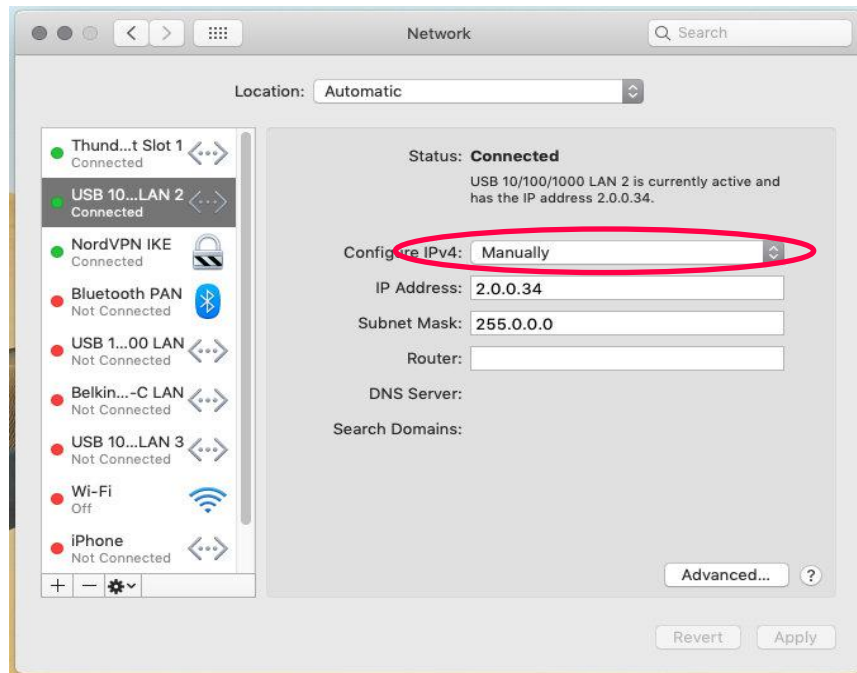 Network
Search
Location: Automatic
Thund...t Slot 1
Connected
USB 10...LAN 2
Connected
NordVPN IKE
Connected
Bluetooth PAN
Not Connected
USB 1...00 LAN
Not Connected
Belkin...-C LAN
Not Connected
USB 10...LAN 3
Not Connected
Wi-Fi
Off
iPhone
Not Connected
Status: Connected
USB 10/100/1000 LAN 2 is currently active and
has the IP address 2.0.0.34.
Configure IPv4: Manually
IP Address: 2.0.0.34
Subnet Mask: 255.0.0.0
Router:
DNS Server:
Search Domains:
Advanced... ?
Revert Apply